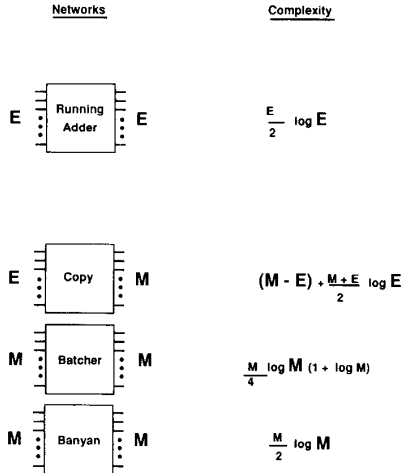 Networks Complexity
E Running Adder E E/2 log E
E Copy M (M - E) + M + E/2 log E
M Batcher M M/4 log M (1 + log M)
M Banyan M M/2 log M